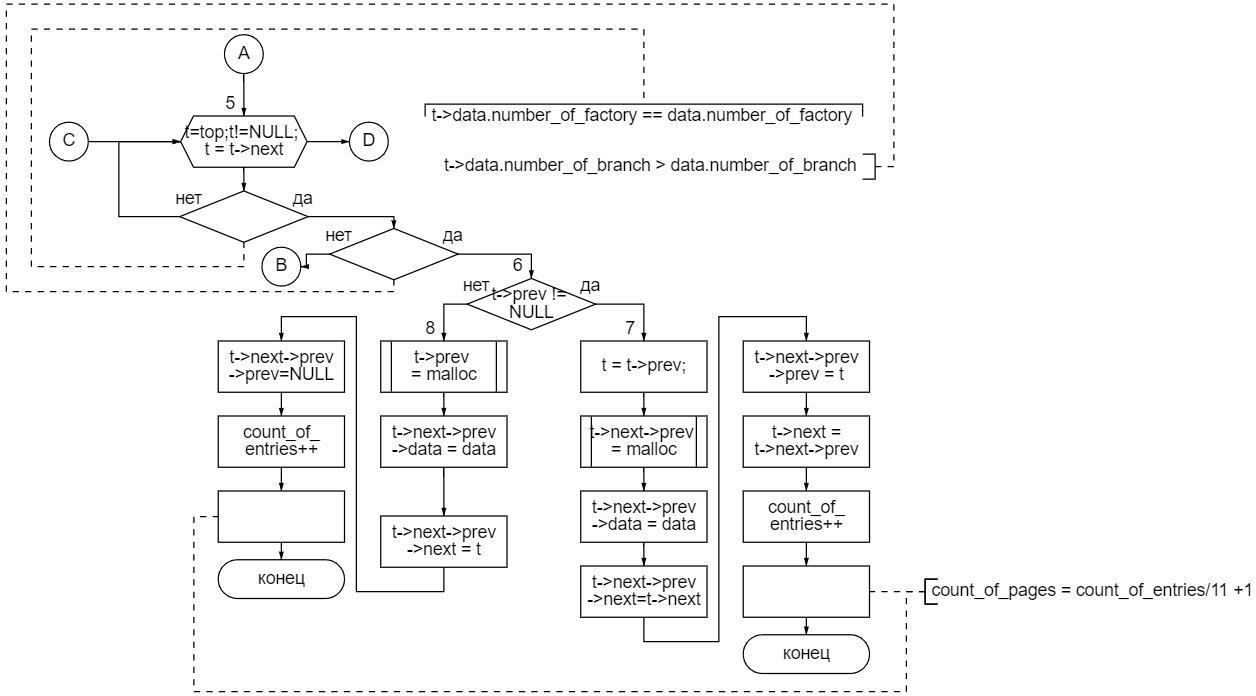 A
5
C
t=top;t!=NULL;
t = t->next
D
t->data.number_of_factory == data.number_of_factory
t->data.number_of_branch > data.number_of_branch
нет
да
нет
да
B
6
нет
t->prev !=
NULL
да
8
7
t->next->prev
->prev=NULL
t->prev
= malloc
t = t->prev;
t->next->prev
->prev = t
count_of_
entries++
t->next->prev
->data = data
t->next->prev
= malloc
t->next =
t->next->prev
t->next->prev
->next = t
t->next->prev
->data = data
count_of_
entries++
конец
t->next->prev
->next=t->next
count_of_pages = count_of_entries/11 +1
конец